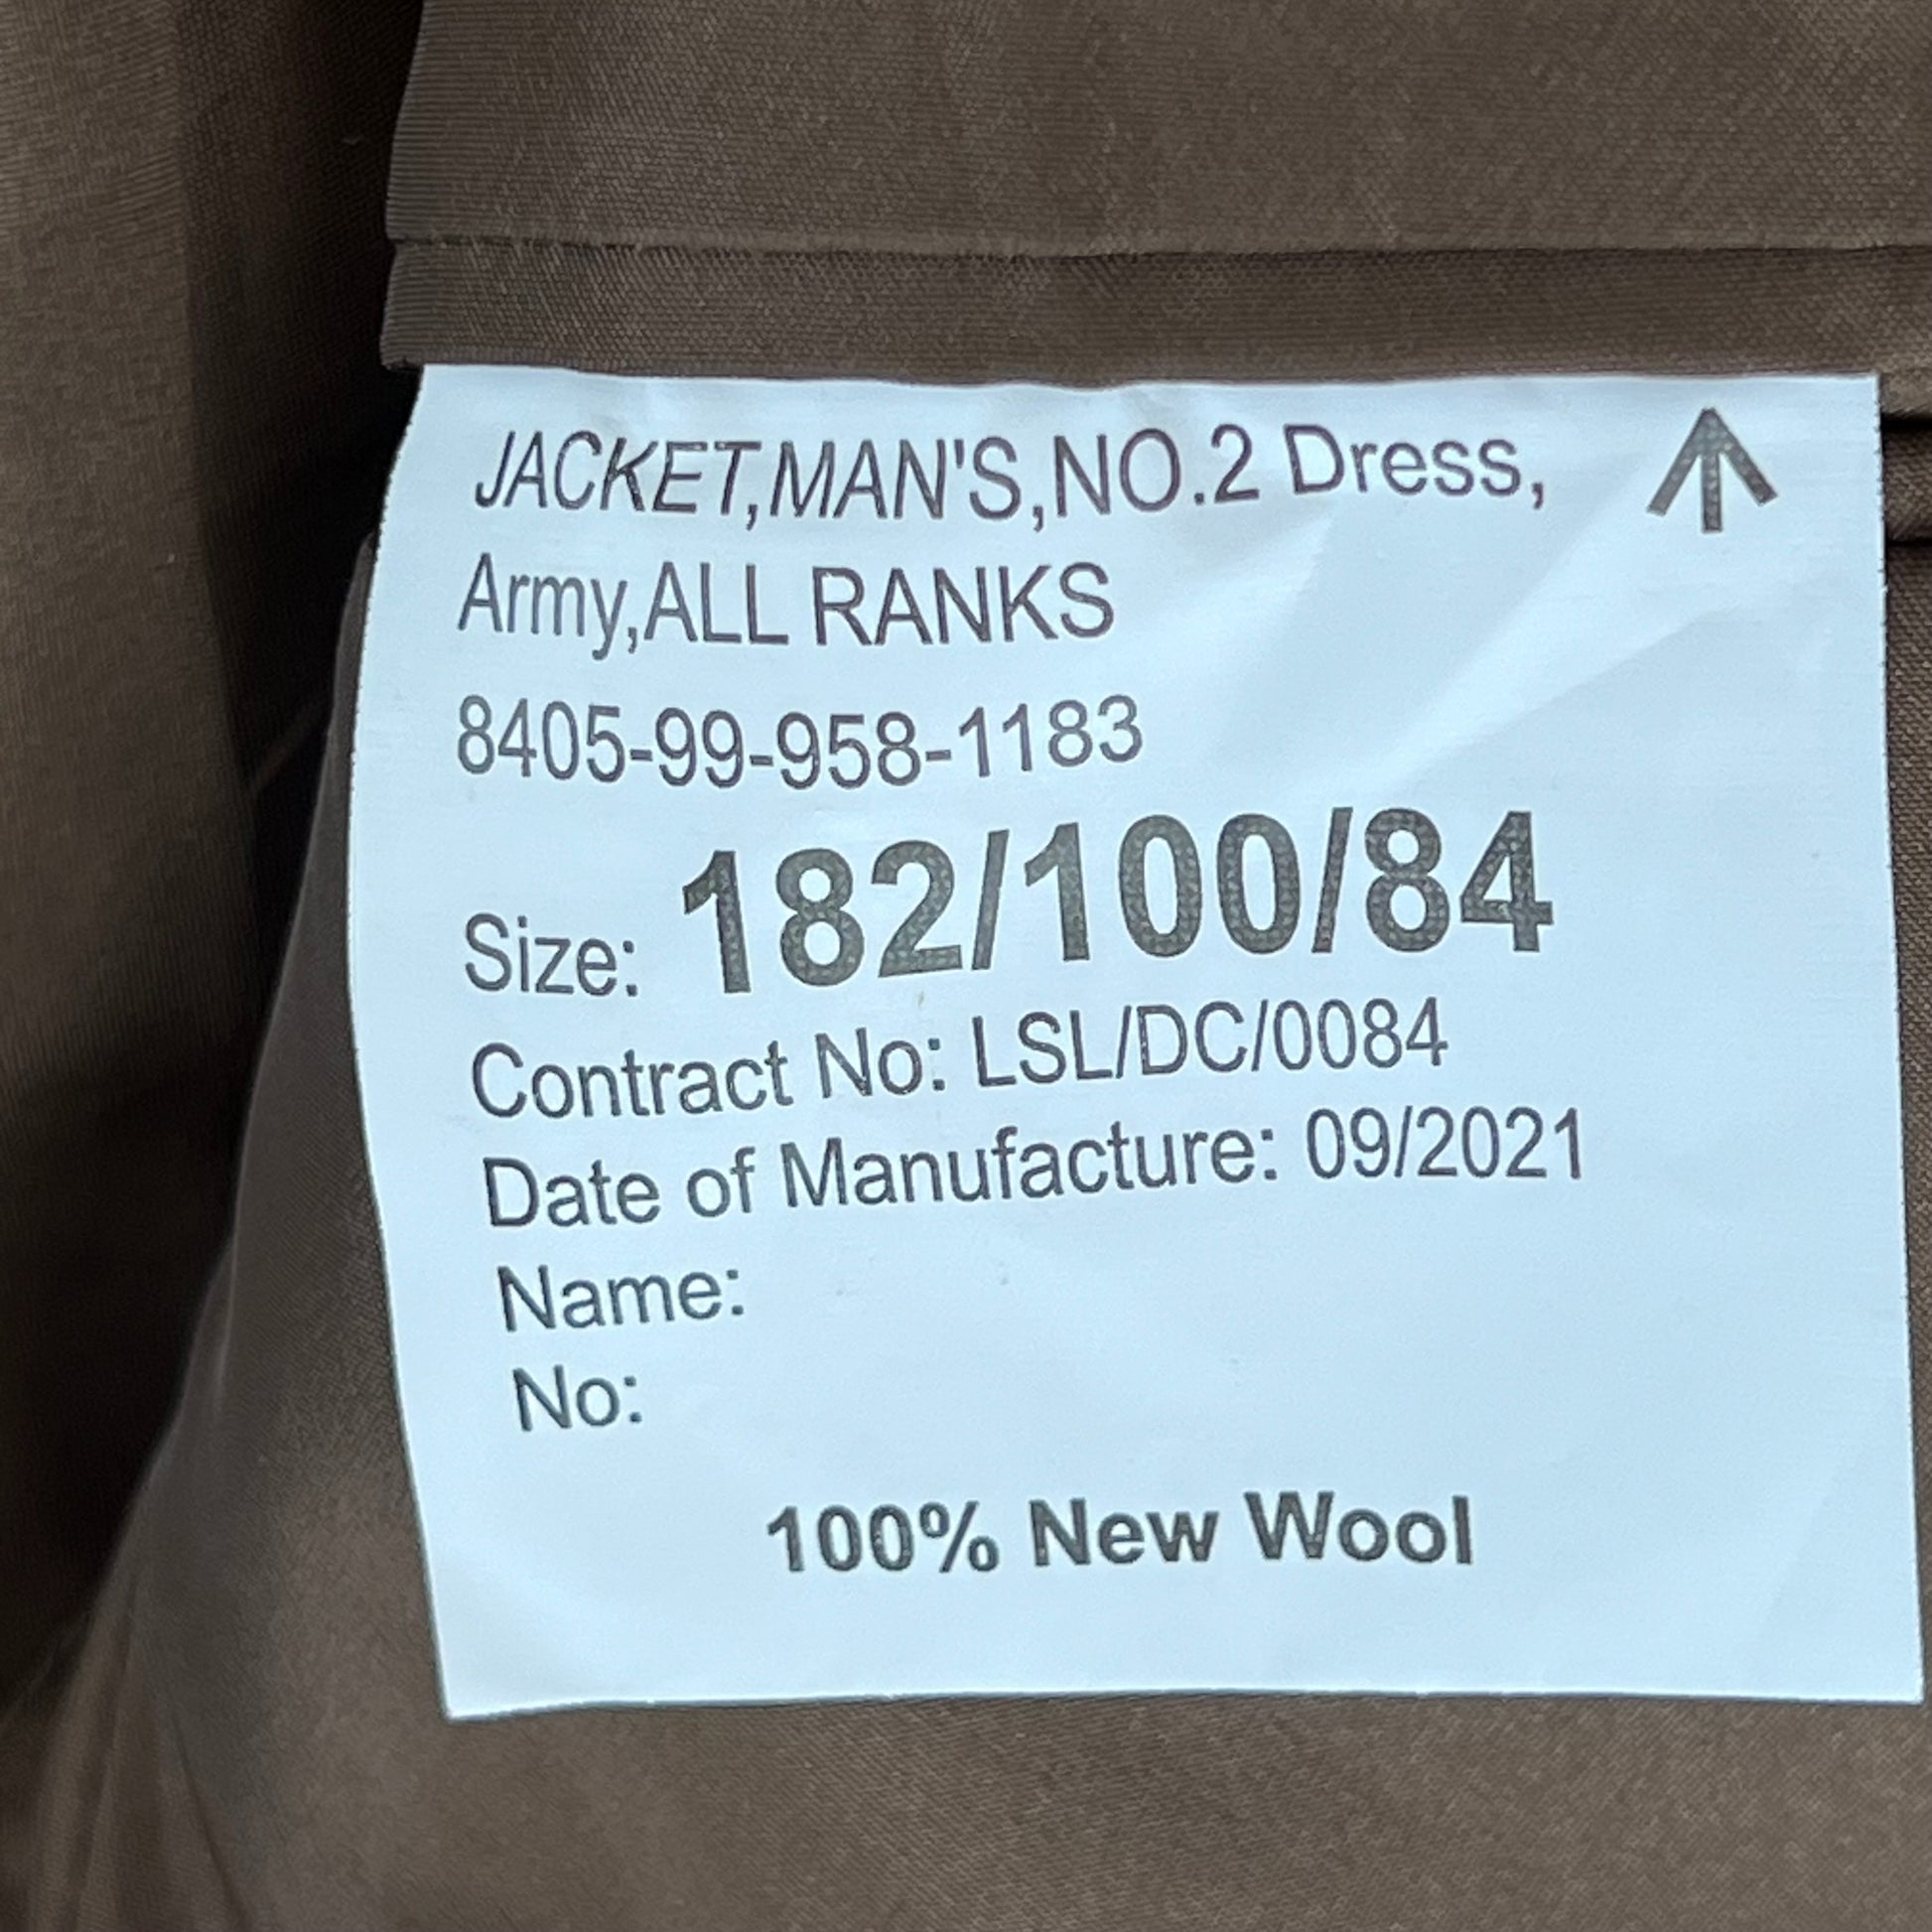 JACKET,MAN'S,NO.2 Dress,
Army,ALL RANKS
8405-99-958-1183
Size: 182/100/84
Contract No: LSL/DC/0084
Date of Manufacture: 09/2021
Name:
No:
100% New Wool